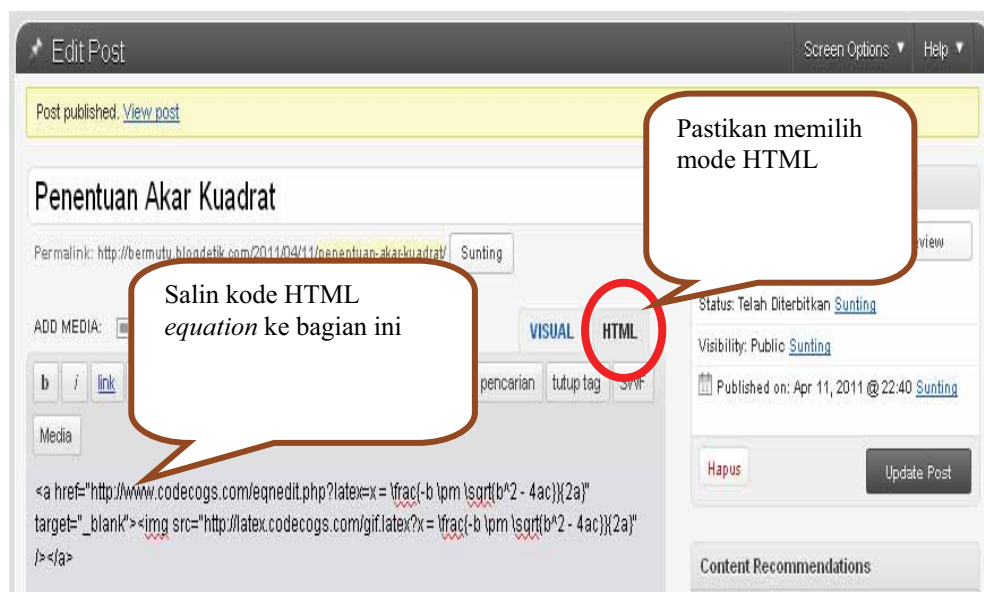 Edit Post
Screen Options Help
Post published. View post
Pastikan memilih
mode HTML
Penentuan Akar Kuadrat
Permalink: http://bermutu.blogdetik.com/2011/04/11/penentuan-akar-kuadrat/ Sunting
Salin kode HTML
equation ke bagian ini
Status: Telah Diterbitkan Sunting
ADD MEDIA:
VISUAL HTML
Visibility: Public Sunting
b i link pencarian tutup tag
Published on: Apr 11, 2011 @ 22:40 Sunting
Media
Hapus
Update Post
<a href="http://www.codecogs.com/eqnedit.php?latex=x = \frac{-b \pm \sqrt{b^2 - 4ac}}{2a}"
target="_blank"><img src="http://latex.codecogs.com/gif.latex?x = \frac{-b \pm \sqrt{b^2 - 4ac}}{2a}"
/></a>
Content Recommendations